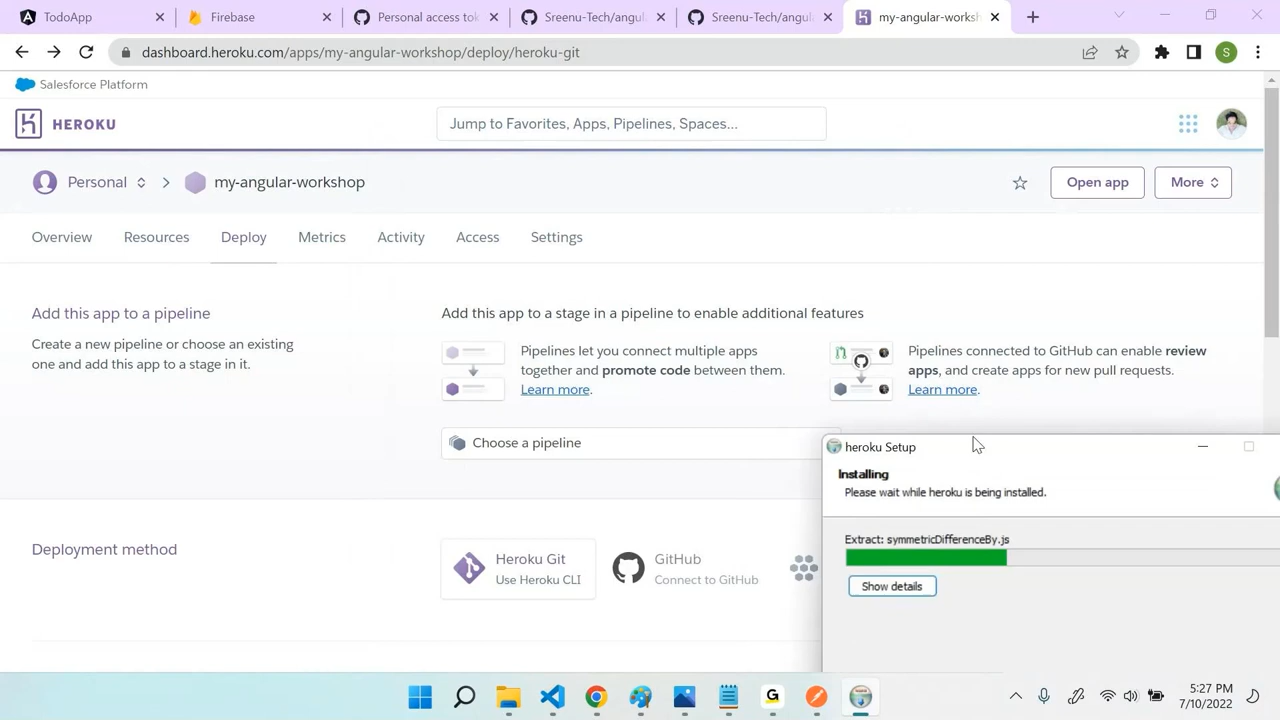 TodoApp
Firebase
Personal access tok
Sreenu-Tech/angul
Sreenu-Tech/angul
my-angular-worksh
dashboard.heroku.com/apps/my-angular-workshop/deploy/heroku-git
S
Salesforce Platform
HEROKU
Jump to Favorites, Apps, Pipelines, Spaces...
Personal
my-angular-workshop
Open app
More
Overview
Resources
Deploy
Metrics
Activity
Access
Settings
Add this app to a pipeline
Create a new pipeline or choose an existing
one and add this app to a stage in it.
Add this app to a stage in a pipeline to enable additional features
Pipelines let you connect multiple apps
together and promote code between them.
Learn more.
Pipelines connected to GitHub can enable review
apps, and create apps for new pull requests.
Learn more.
Choose a pipeline
heroku Setup
Installing
Please wait while heroku is being installed.
Extract: symmetricDifferenceBy.js
Show details
Deployment method
Heroku Git
Use Heroku CLI
GitHub
Connect to GitHub
G
5:27 PM
7/10/2022